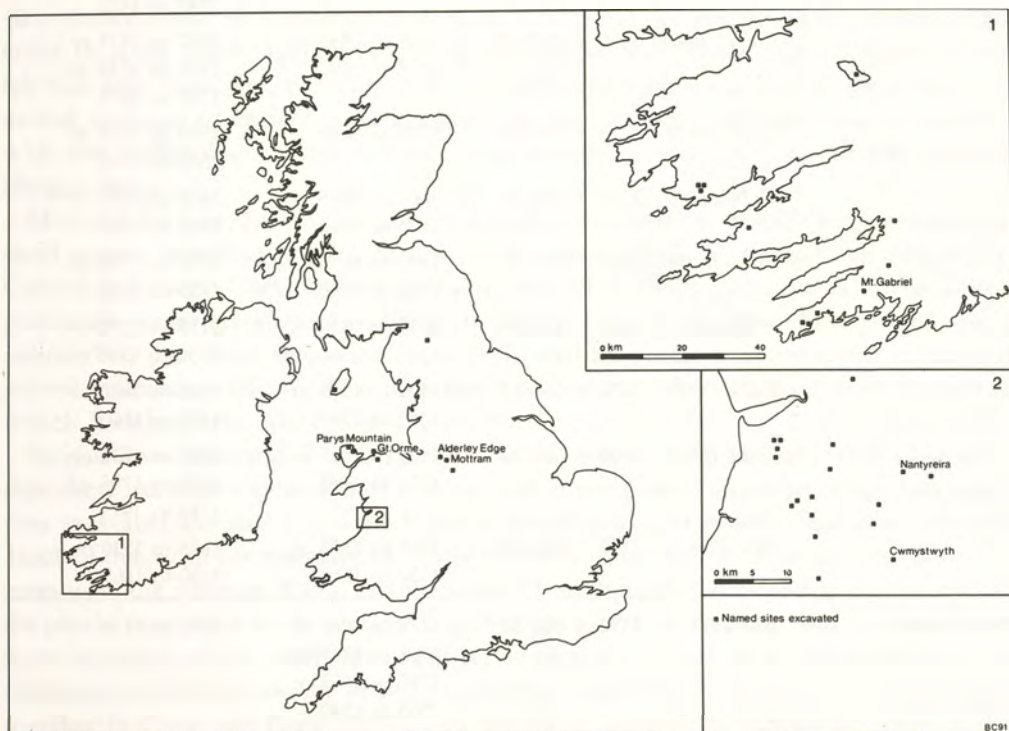 Parys Mountain
Gt.Orme
Alderley Edge
Mottram
1
2
1
Mt.Gabriel
0 km 20 40
2
Nantyreira
Cwmystwyth
0 km 5 10
Named sites excavated
BC91